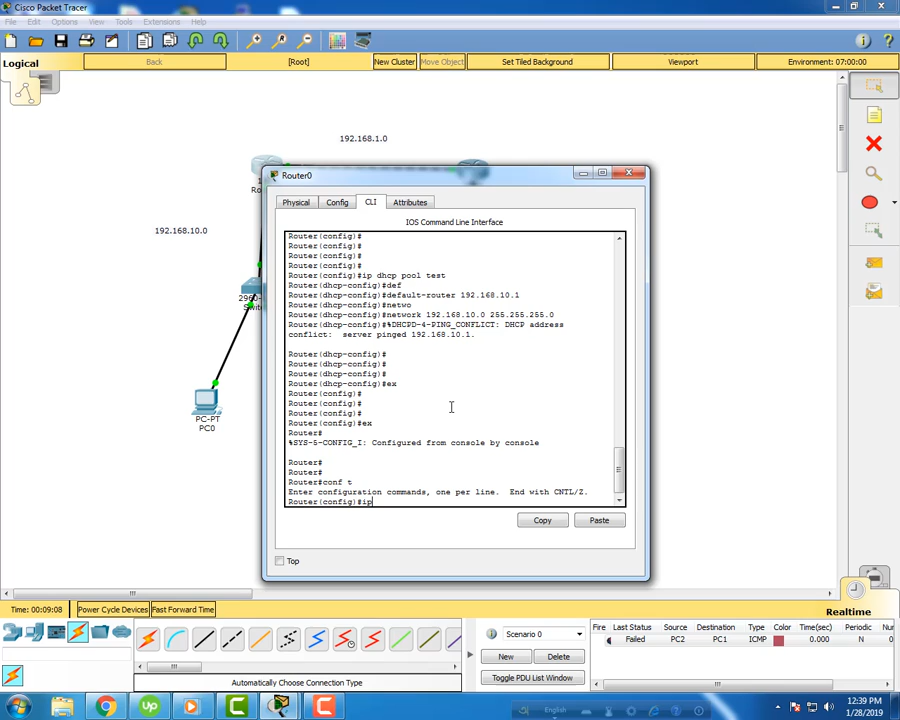 Cisco Packet Tracer
File Edit Options View Tools Extensions Help
Logical
Back
[Root]
New Cluster
Move Object
Set Tiled Background
Viewport
Environment: 07:00:00
192.168.1.0
192.168.10.0
2960-
PC-PT
PC0
Router0
Physical Config CLI Attributes
IOS Command Line Interface
Router(config)#
Router(config)#
Router(config)#
Router(config)#
Router(config)#ip dhcp pool test
Router(dhcp-config)#def
Router(dhcp-config)#default-router 192.168.10.1
Router(dhcp-config)#netwo
Router(dhcp-config)#network 192.168.10.0 255.255.255.0
Router(dhcp-config)#%DHCPD-4-PING_CONFLICT: DHCP address
conflict:  server pinged 192.168.10.1.
Router(dhcp-config)#
Router(dhcp-config)#
Router(dhcp-config)#
Router(dhcp-config)#ex
Router(config)#
Router(config)#
Router(config)#
Router(config)#ex
Router#
%SYS-5-CONFIG_I: Configured from console by console
Router#
Router#
Router#conf t
Enter configuration commands, one per line.  End with CNTL/Z.
Router(config)#ip
Copy
Paste
Top
Time: 00:09:08
Power Cycle Devices
Fast Forward Time
Realtime
Scenario 0
New
Delete
Toggle PDU List Window
Fire Last Status Source Destination Type Color Time(sec) Periodic
Failed PC2 PC1 ICMP 0.000 N
Automatically Choose Connection Type
English
12:39 PM
1/28/2019